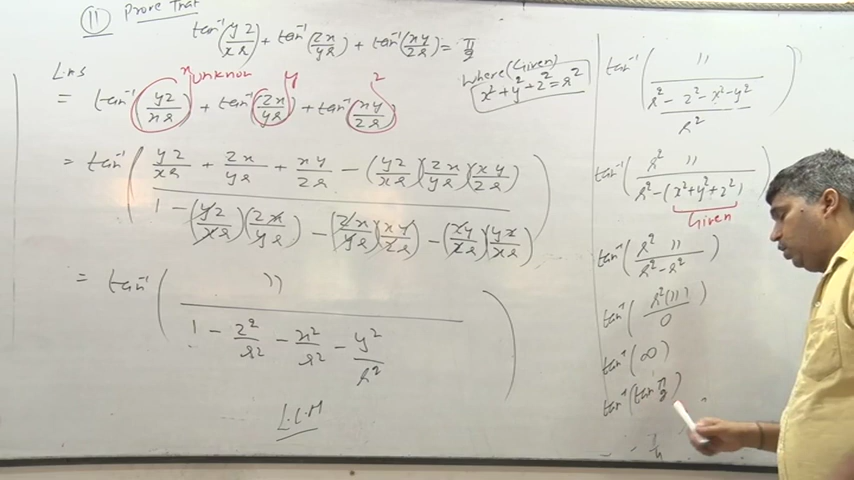 11 Prove That
tan⁻¹(yz/xr) + tan⁻¹(zx/yr) + tan⁻¹(xy/zr) = π/2
where (Given)
x² + y² + z² = r²
L.H.S
x unknon y z
= tan⁻¹(yz/xr) + tan⁻¹(zx/yr) + tan⁻¹(xy/zr)
= tan⁻¹( yz/xr + zx/yr + xy/zr − (yz/xr)(zx/yr)(xy/zr)
1 − (yz/xr)(zx/yr) − (zx/yr)(xy/zr) − (xy/zr)(yz/xr) )
= tan⁻¹( 〃
1 − z²/r² − x²/r² − y²/r² )
L.C.M
tan⁻¹( 〃
r² − z² − x² − y²
r² )
tan⁻¹( r² 〃
r² − (x² + y² + z²) )
Given
tan⁻¹( r² 〃 / r² − r² )
tan⁻¹( r²(〃) / 0 )
tan⁻¹(∞)
tan⁻¹(tan π/2)